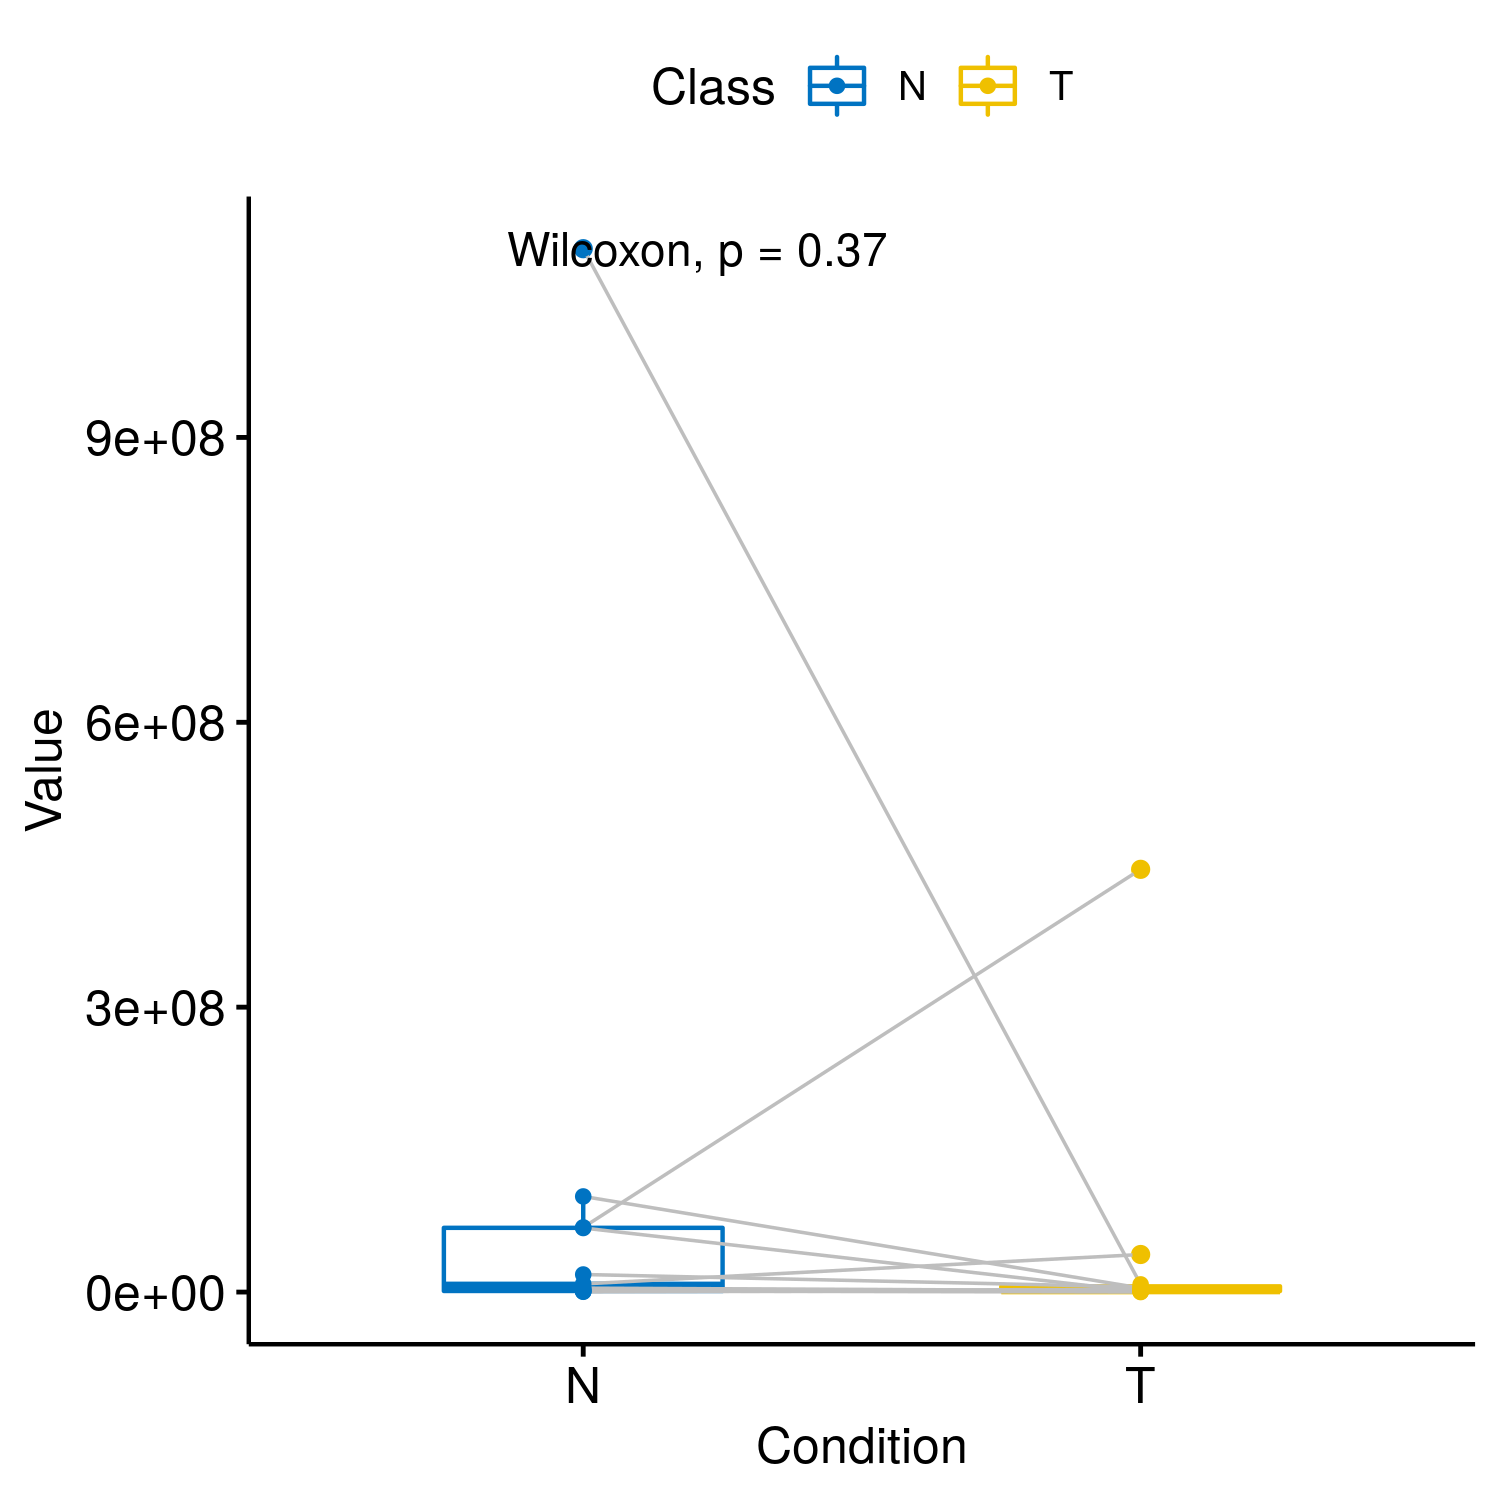 Class N T
Wilcoxon, p = 0.37
9e+08
6e+08
3e+08
0e+00
Value
N T
Condition